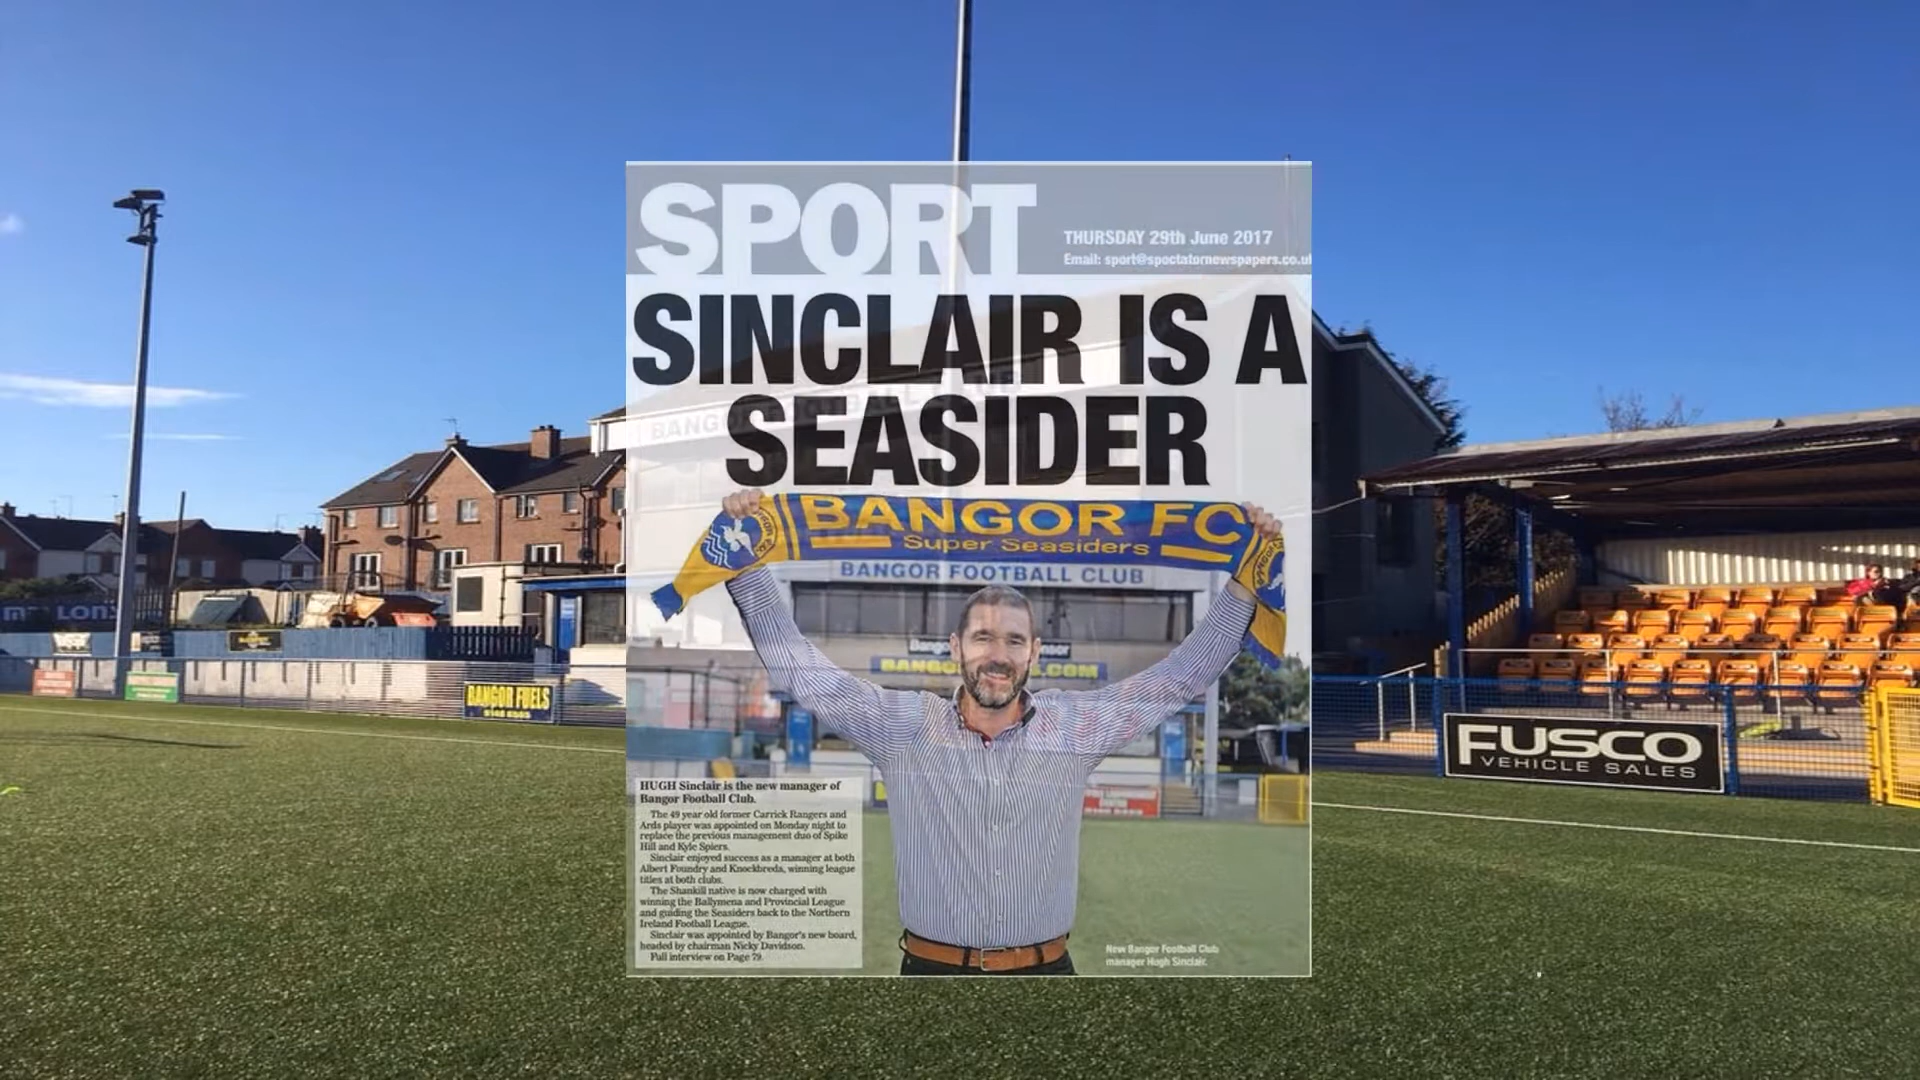 SPORT
THURSDAY 29th June 2017
Email: sport@spectatornewspapers.co.u
SINCLAIR IS A
SEASIDER
BANGOR FOOTBALL CLUB
BANGOR FC
Super Seasiders
BANGOR FOOTBALL CLUB
HUGH Sinclair is the new manager of
Bangor Football Club.
The 49 year old former Carrick Rangers and
Ards player was appointed on Monday night to
replace the previous management duo of Spike
Hill and Kyle Spiers.
Sinclair enjoyed success as a manager at both
Albert Foundry and Knockbreda, winning league
titles at both clubs.
The Shankill native is now charged with
winning the Ballymena and Provincial League
and guiding the Seasiders back to the Northern
Ireland Football League.
Sinclair was appointed by Bangor's new board,
headed by chairman Nicky Davidson.
Full interview on Page 79
New Bangor Football Club
manager Hugh Sinclair.
BANGOR FUELS
FUSCO
VEHICLE SALES